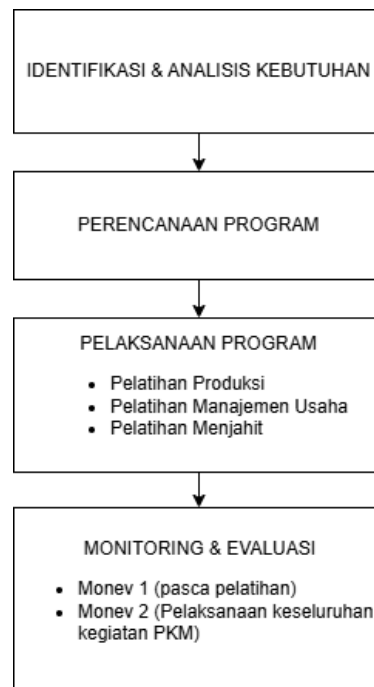 IDENTIFIKASI & ANALISIS KEBUTUHAN
PERENCANAAN PROGRAM
PELAKSANAAN PROGRAM
• Pelatihan Produksi
• Pelatihan Manajemen Usaha
• Pelatihan Menjahit
MONITORING & EVALUASI
• Monev 1 (pasca pelatihan)
• Monev 2 (Pelaksanaan keseluruhan
kegiatan PKM)